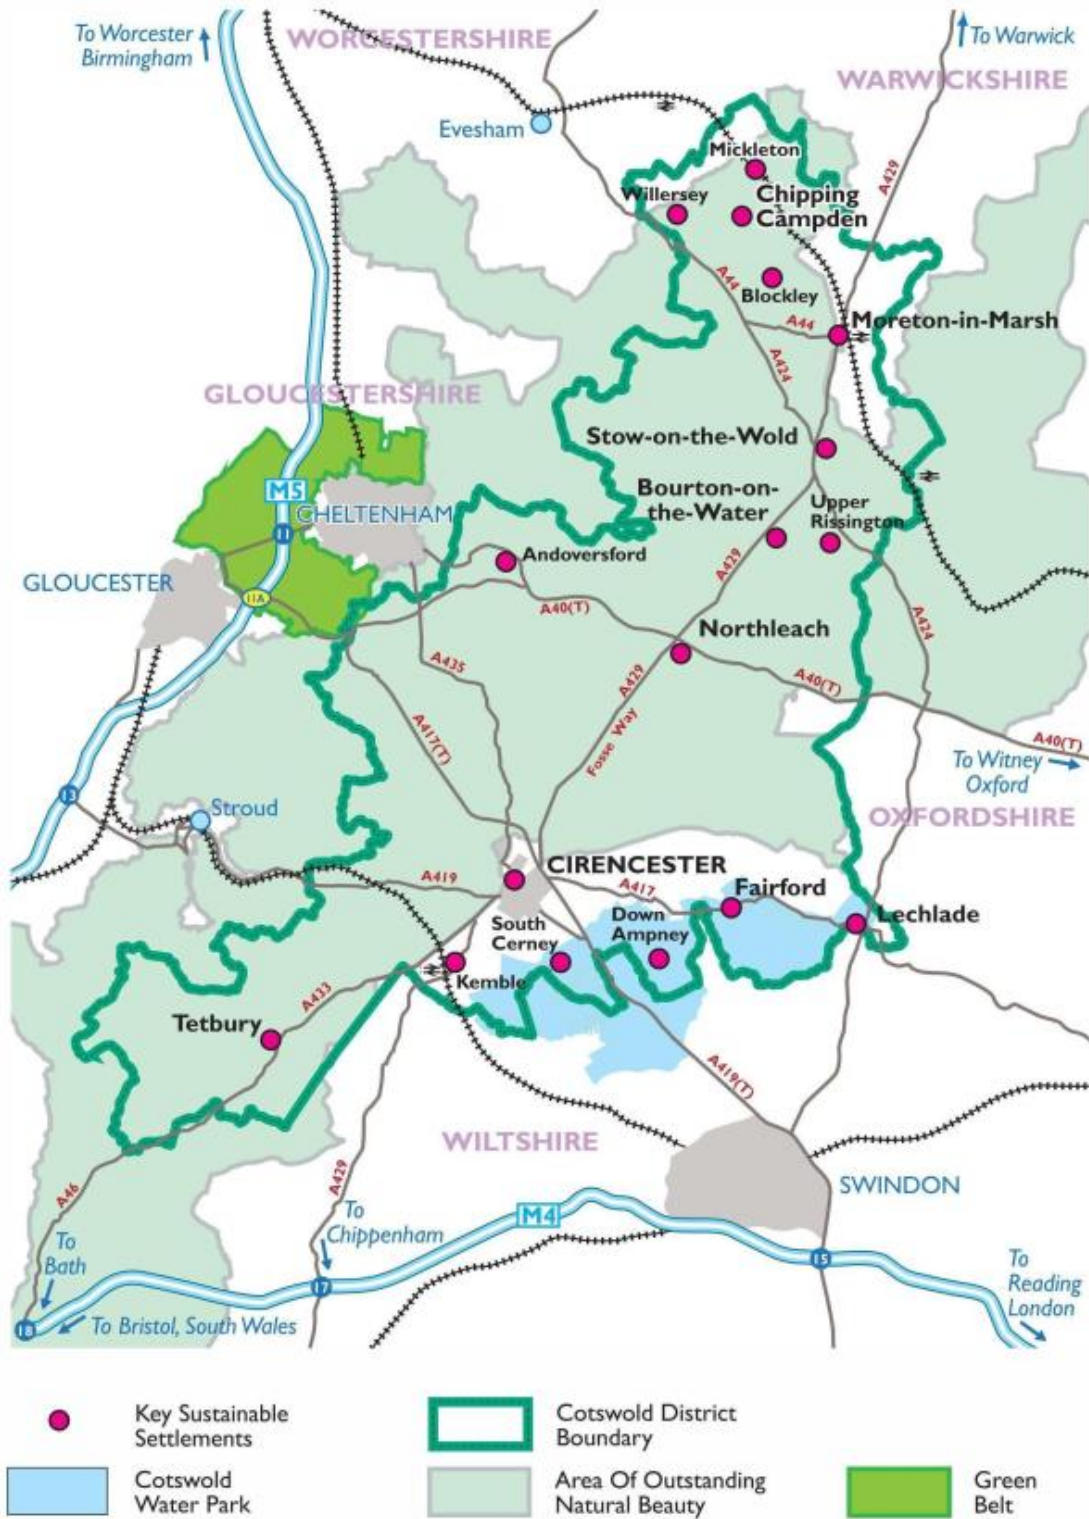 To Worcester
Birmingham
WORCESTERSHIRE
To Warwick
WARWICKSHIRE
Evesham
Mickleton
A429
Willersey
Chipping
Campden
A44
Blockley
A44
Moreton-in-Marsh
A424
GLOUCESTERSHIRE
Stow-on-the-Wold
M5
Bourton-on-
the-Water
Upper
Rissington
CHELTENHAM
11
Andoversford
A429
GLOUCESTER
11A
A40(T)
A424
Northleach
A435
A429
A40(T)
A417(T)
Fosse Way
A40(T)
To Witney
Oxford
13
Stroud
OXFORDSHIRE
CIRENCESTER
A419
A417
Fairford
South
Cerney
Down
Ampney
Lechlade
Kemble
A433
Tetbury
A419(T)
WILTSHIRE
A429
A46
SWINDON
M4
To
Chippenham
To
Bath
17
15
To
Reading
London
18
To Bristol, South Wales
Key Sustainable
Settlements
Cotswold District
Boundary
Cotswold
Water Park
Area Of Outstanding
Natural Beauty
Green
Belt